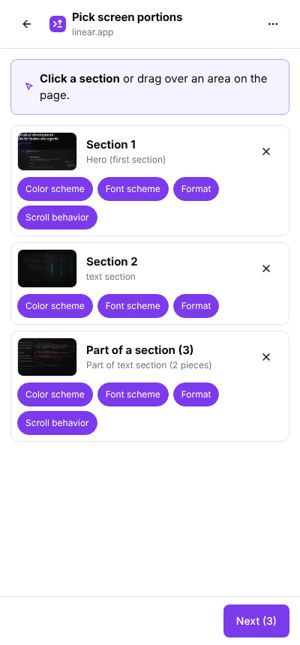 Pick screen portions
linear.app
Click a section or drag over an area on the
page.
Section 1
Hero (first section)
Color scheme
Font scheme
Format
Scroll behavior
Section 2
text section
Color scheme
Font scheme
Format
Part of a section (3)
Part of text section (2 pieces)
Color scheme
Font scheme
Format
Scroll behavior
Next (3)